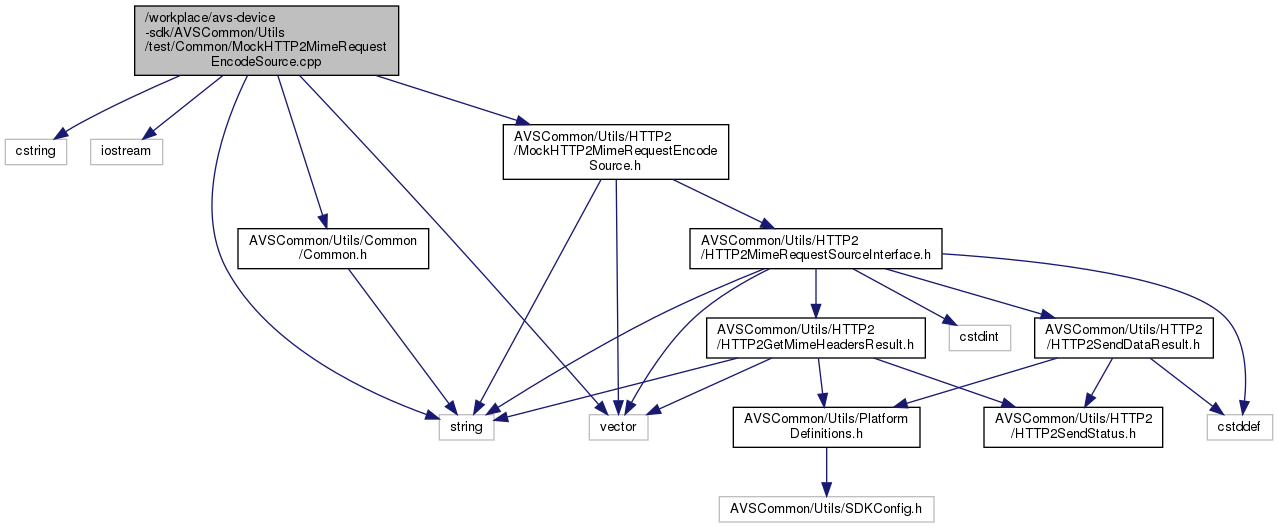 /workplace/avs-device
-sdk/AVSCommon/Utils
/test/Common/MockHTTP2MimeRequest
EncodeSource.cpp
cstring
iostream
AVSCommon/Utils/HTTP2
/MockHTTP2MimeRequestEncode
Source.h
AVSCommon/Utils/Common
/Common.h
AVSCommon/Utils/HTTP2
/HTTP2MimeRequestSourceInterface.h
AVSCommon/Utils/HTTP2
/HTTP2GetMimeHeadersResult.h
cstdint
AVSCommon/Utils/HTTP2
/HTTP2SendDataResult.h
string
vector
AVSCommon/Utils/Platform
Definitions.h
AVSCommon/Utils/HTTP2
/HTTP2SendStatus.h
cstddef
AVSCommon/Utils/SDKConfig.h